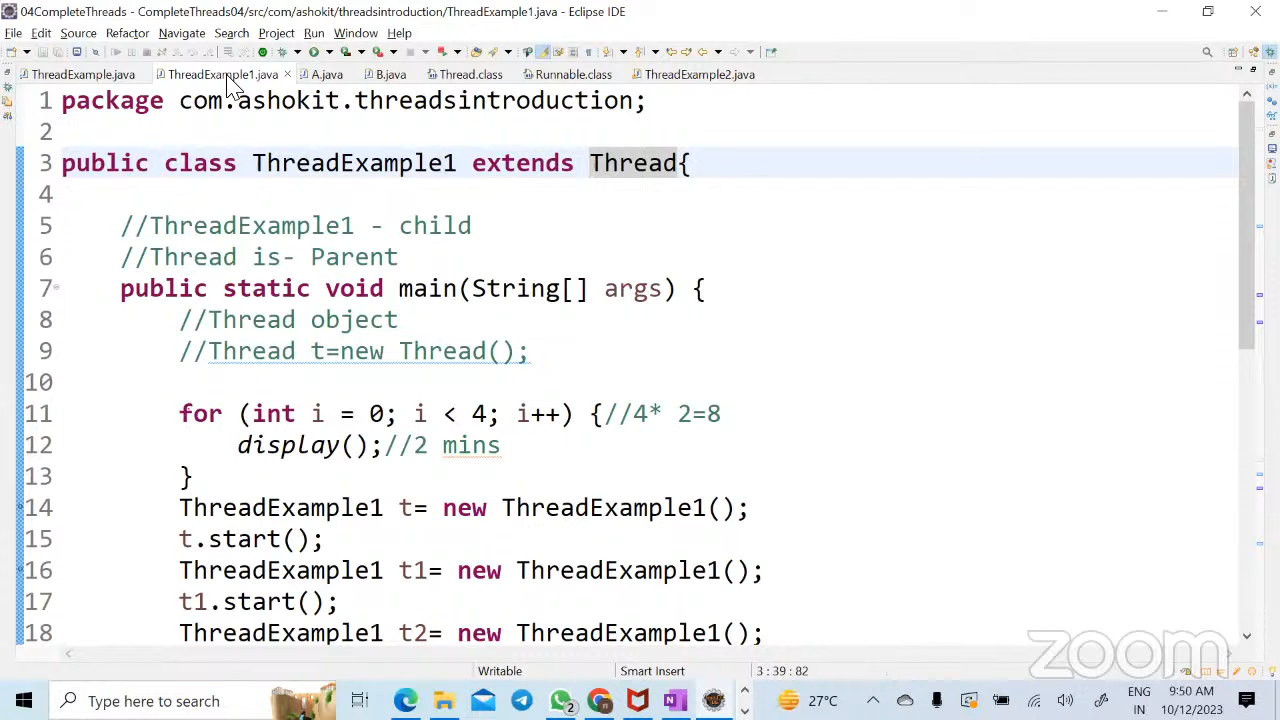 04CompleteThreads - CompleteThreads04/src/com/ashokit/threadsintroduction/ThreadExample1.java - Eclipse IDE
File Edit Source Refactor Navigate Search Project Run Window Help
ThreadExample.java ThreadExample1.java A.java B.java Thread.class Runnable.class ThreadExample2.java
1 package com.ashokit.threadsintroduction;
2
3 public class ThreadExample1 extends Thread{
4
5 //ThreadExample1 - child
6 //Thread is- Parent
7 public static void main(String[] args) {
8 //Thread object
9 //Thread t=new Thread();
10
11 for (int i = 0; i < 4; i++) {//4* 2=8
12 display();//2 mins
13 }
14 ThreadExample1 t= new ThreadExample1();
15 t.start();
16 ThreadExample1 t1= new ThreadExample1();
17 t1.start();
18 ThreadExample1 t2= new ThreadExample1();
zoom
Writable Smart Insert 3 : 39 : 82
Type here to search 2 27°C ENG IN 9:50 AM 10/12/2023